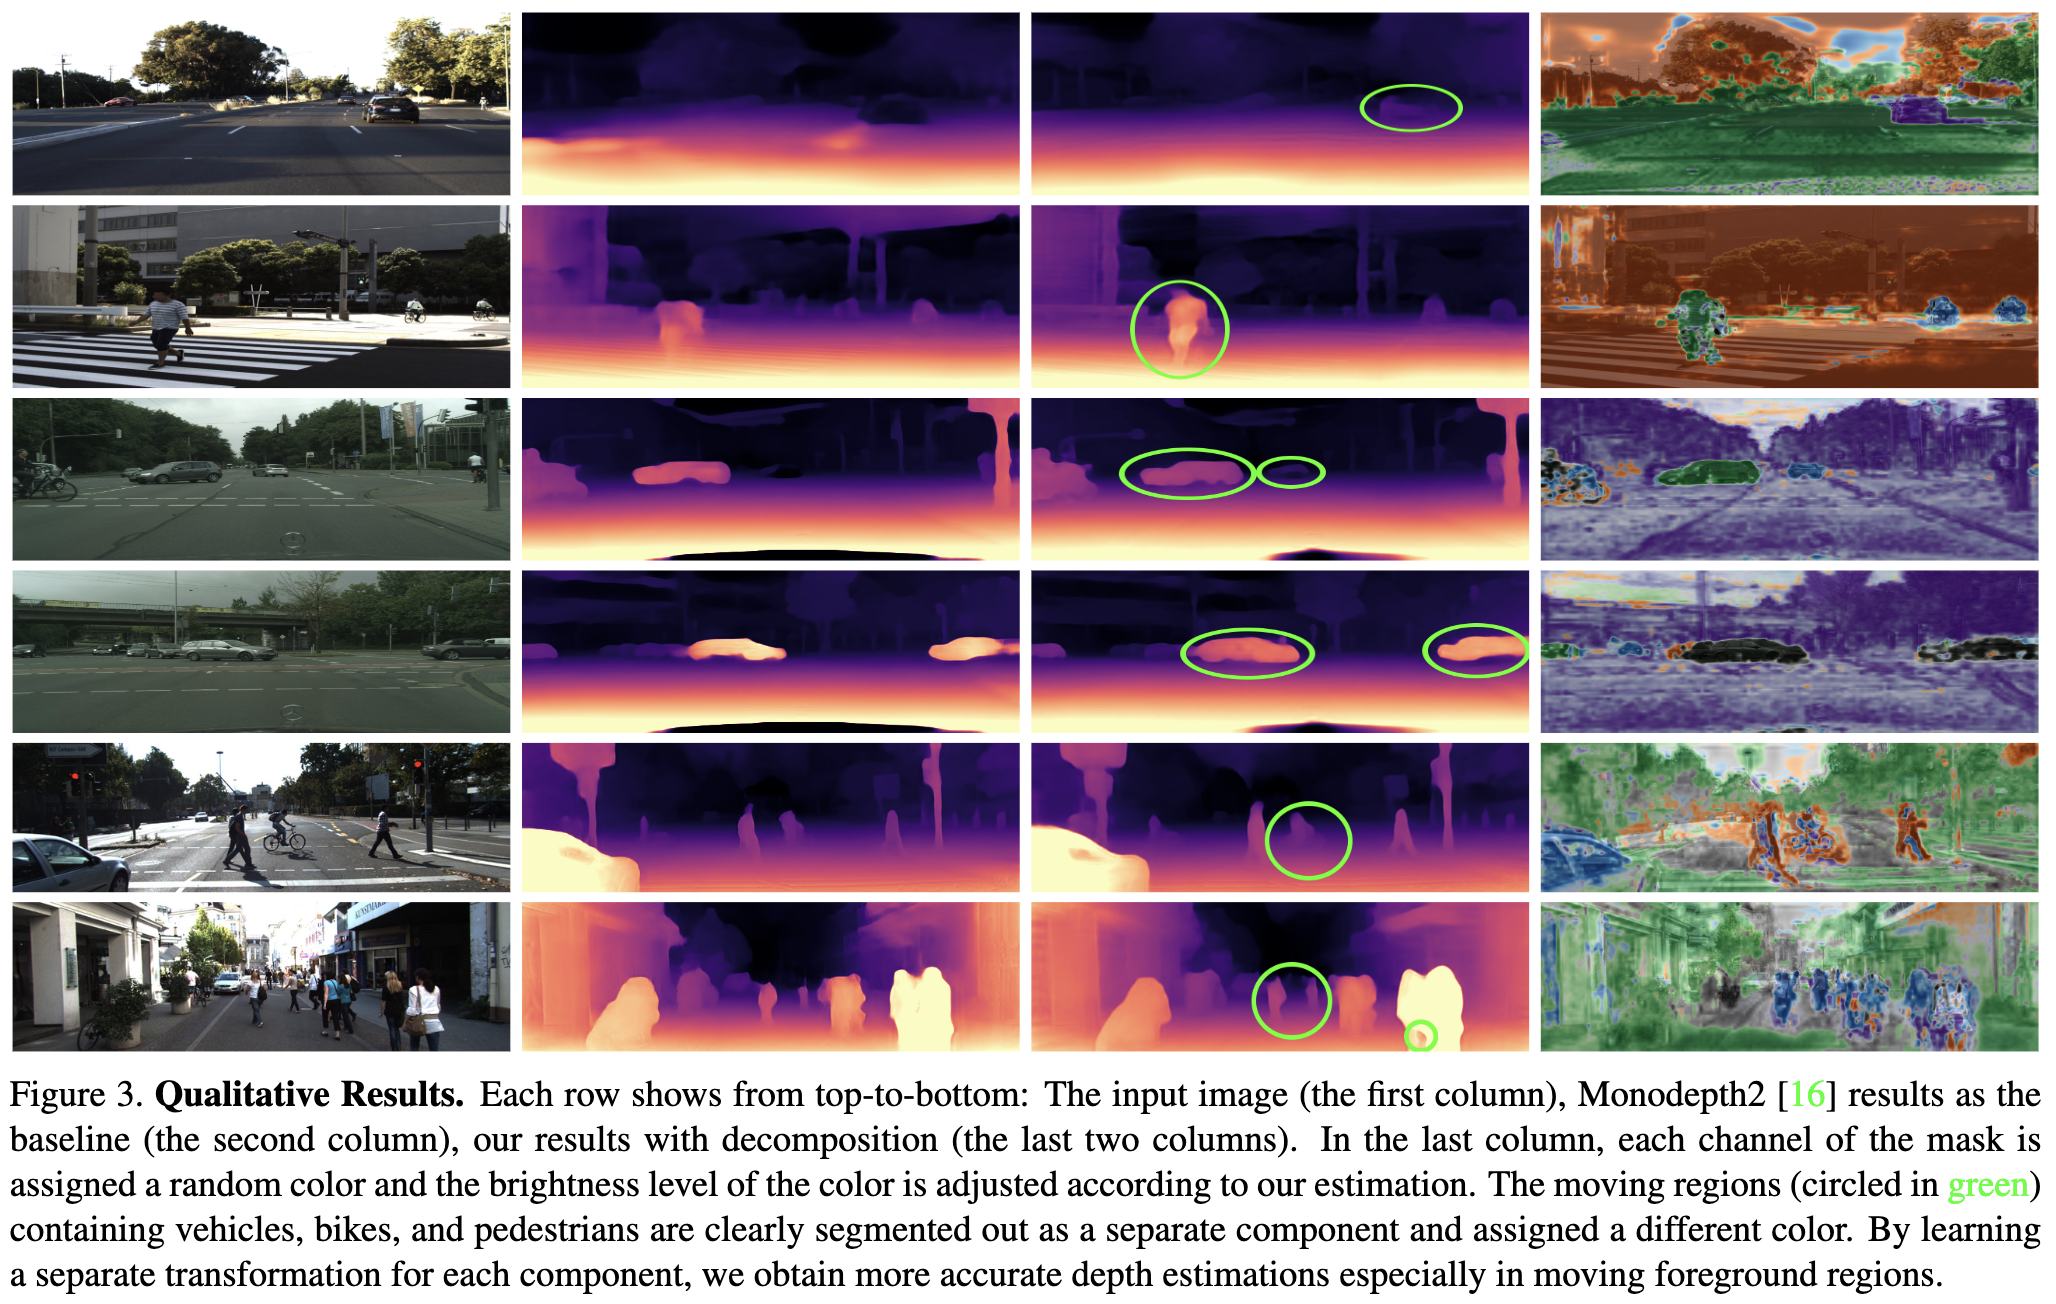 KUNSTMARK
Figure 3. Qualitative Results. Each row shows from top-to-bottom: The input image (the first column), Monodepth2 [16] results as the
baseline (the second column), our results with decomposition (the last two columns). In the last column, each channel of the mask is
assigned a random color and the brightness level of the color is adjusted according to our estimation. The moving regions (circled in green)
containing vehicles, bikes, and pedestrians are clearly segmented out as a separate component and assigned a different color. By learning
a separate transformation for each component, we obtain more accurate depth estimations especially in moving foreground regions.